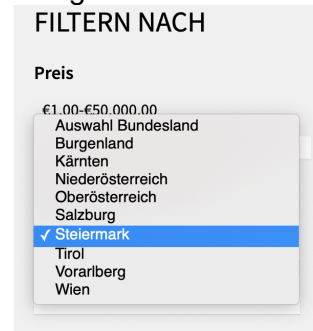 FILTERN NACH
Preis
€1.00-€50,000.00
Auswahl Bundesland
Burgenland
Kärnten
Niederösterreich
Oberösterreich
Salzburg
✓ Steiermark
Tirol
Vorarlberg
Wien